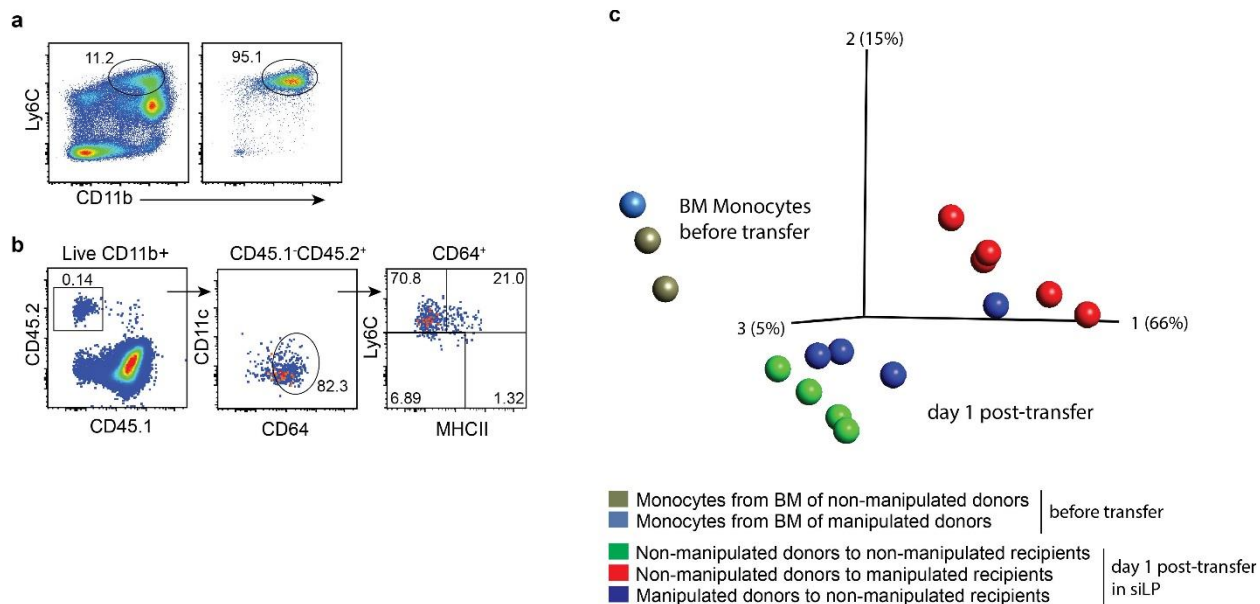 a
11.2
95.1
Ly6C
CD11b
b
Live CD11b+
CD45.1⁻CD45.2⁺
CD64⁺
0.14
CD45.2
CD45.1
CD11c
82.3
CD64
70.8
21.0
Ly6C
6.89
1.32
MHCII
c
2 (15%)
BM Monocytes
before transfer
3 (5%)
1 (66%)
day 1 post-transfer
Monocytes from BM of non-manipulated donors
Monocytes from BM of manipulated donors
before transfer
Non-manipulated donors to non-manipulated recipients
Non-manipulated donors to manipulated recipients
Manipulated donors to non-manipulated recipients
day 1 post-transfer
in siLP